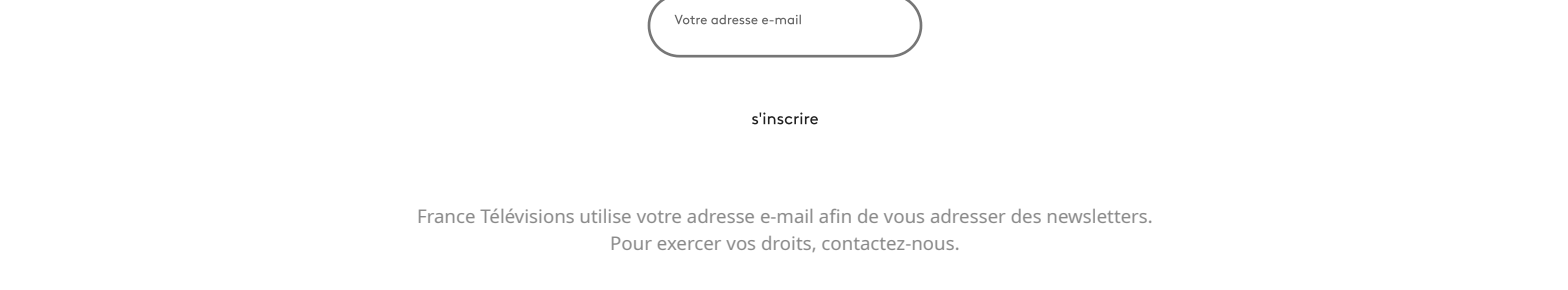 Votre adresse e-mail
s'inscrire
France Télévisions utilise votre adresse e-mail afin de vous adresser des newsletters.
Pour exercer vos droits, contactez-nous.